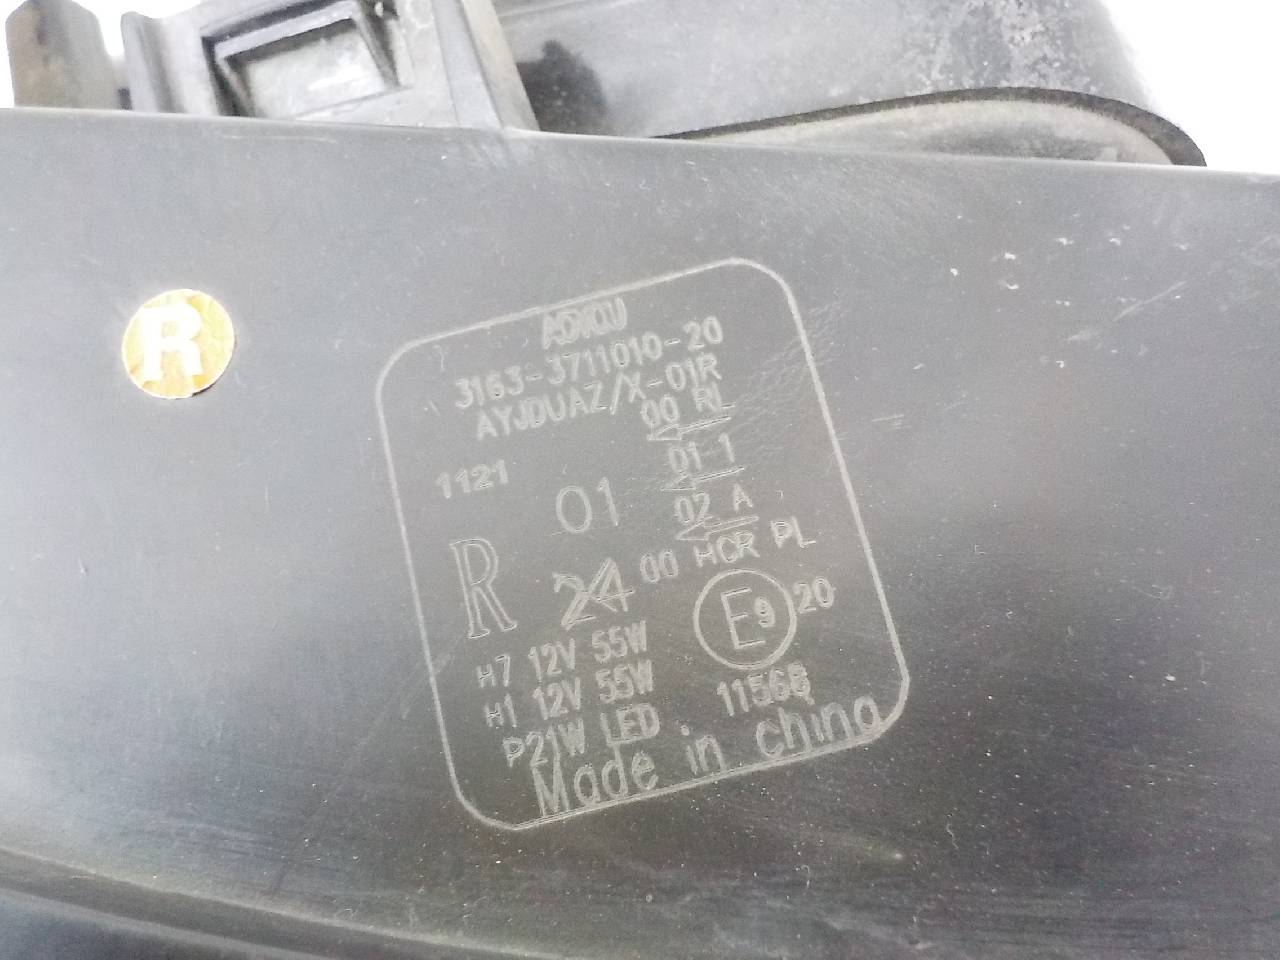 R
3163-3711010-20
AYJDUAZ/X-01R
00 RL
1121
01-1
01
02 A
R
24
00 HCR PL
E9 20
H7 12V 55W
H1 12V 55W
11568
P21W LED
Made in china